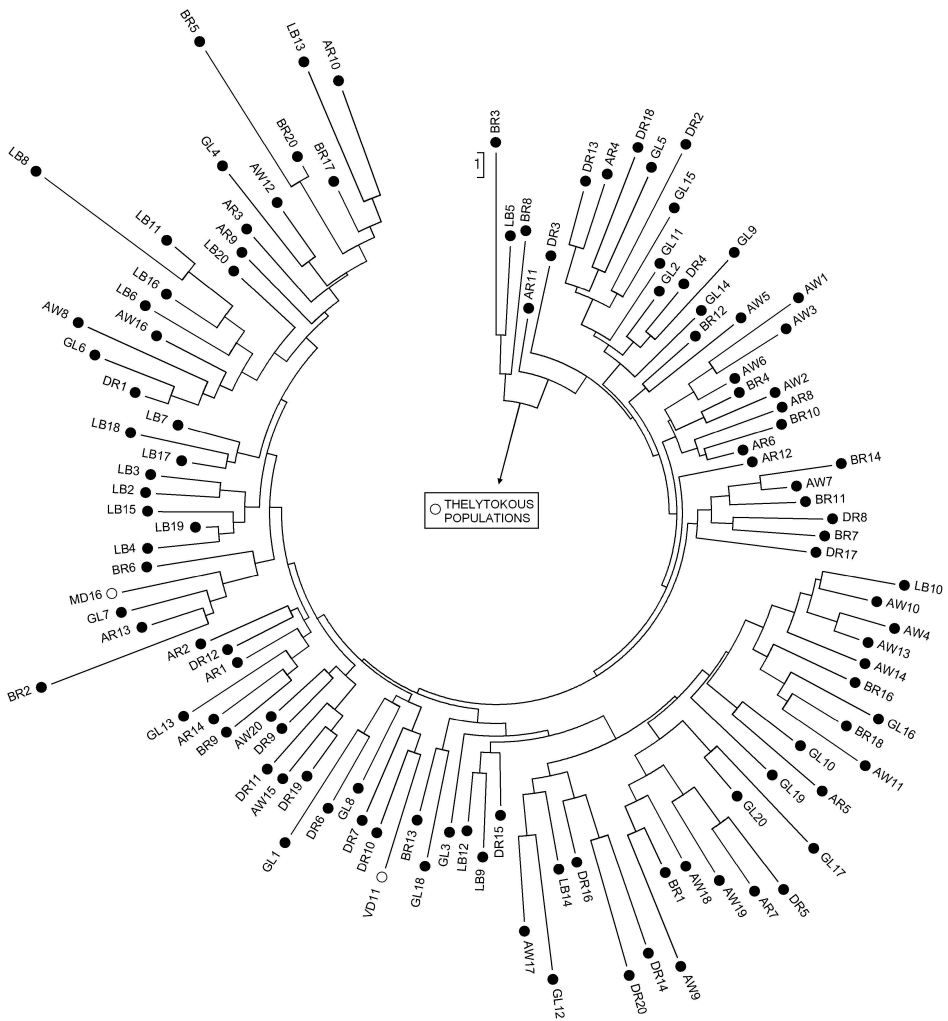 BR5
LB13
AR10
BR20
BR17
GL4
AW12
LB8
AR3
AR9
LB20
LB11
LB16
LB6
AW16
AW8
GL6
DR1
LB7
LB18
LB17
LB3
LB2
LB15
LB19
LB4
BR6
MD16
GL7
AR13
BR2
AR2
DR12
AR1
GL13
AR14
BR9
AW20
DR9
DR11
AW15
DR19
GL1
DR6
GL8
DR7
DR10
VD11
BR13
GL18
GL3
LB12
LB9
DR15
AW17
GL12
LB14
DR16
DR20
DR14
AW9
BR1
AW18
AW19
AR7
DR5
GL17
GL20
AR5
GL19
GL10
AW11
BR18
GL16
BR16
AW14
AW13
AW4
AW10
LB10
DR17
BR7
DR8
BR11
AW7
BR14
AR12
AR6
BR10
AR8
AW2
BR4
AW6
AW3
AW1
AW5
BR12
GL14
GL9
DR4
GL2
GL11
GL15
DR2
GL5
DR18
AR4
DR13
DR3
AR11
BR8
LB5
BR3
1
THELYTOKOUS
POPULATIONS